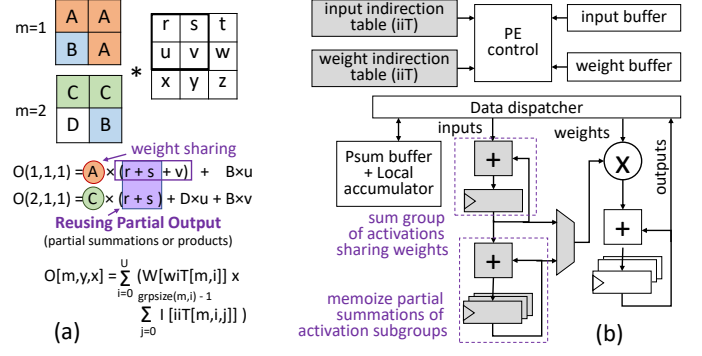 m=1
A A
B A
m=2
C C
D B
*
r s t
u v w
x y z
weight sharing
O(1,1,1) = A × (r + s + v) + B×u
O(2,1,1) = C × (r + s ) + D×u + B×v
Reusing Partial Output
(partial summations or products)
O[m,y,x] = Σ (W[wiT[m,i]] x
U
i=0
grpsize(m,i) - 1
Σ I [iiT[m,i,j]] )
j=0
(a)
input indirection
table (iiT)
weight indirection
table (iiT)
PE
control
input buffer
weight buffer
Data dispatcher
inputs
weights
outputs
Psum buffer
+ Local
accumulator
+
X
+
sum group
of activations
sharing weights
+
memoize partial
summations of
activation subgroups
(b)